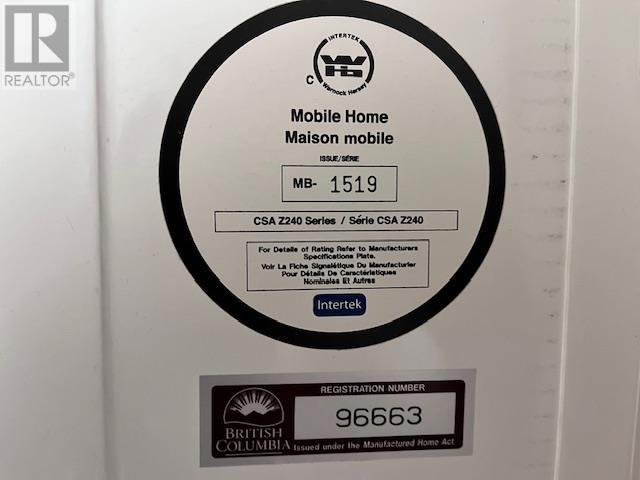 REALTOR®
INTERTEK
WH
C
Warnock Hersey
Mobile Home
Maison mobile
ISSUE/SÉRIE
MB- 1519
CSA Z240 Series / Série CSA Z240
For Details of Rating Refer to Manufacturers
Specifications Plate.
Voir La Fiche Signalétique Du Manufacturier
Pour Détails De Caractéristiques
Nominales Et Autres
Intertek
REGISTRATION NUMBER
96663
BRITISH
COLUMBIA
Issued under the Manufactured Home Act